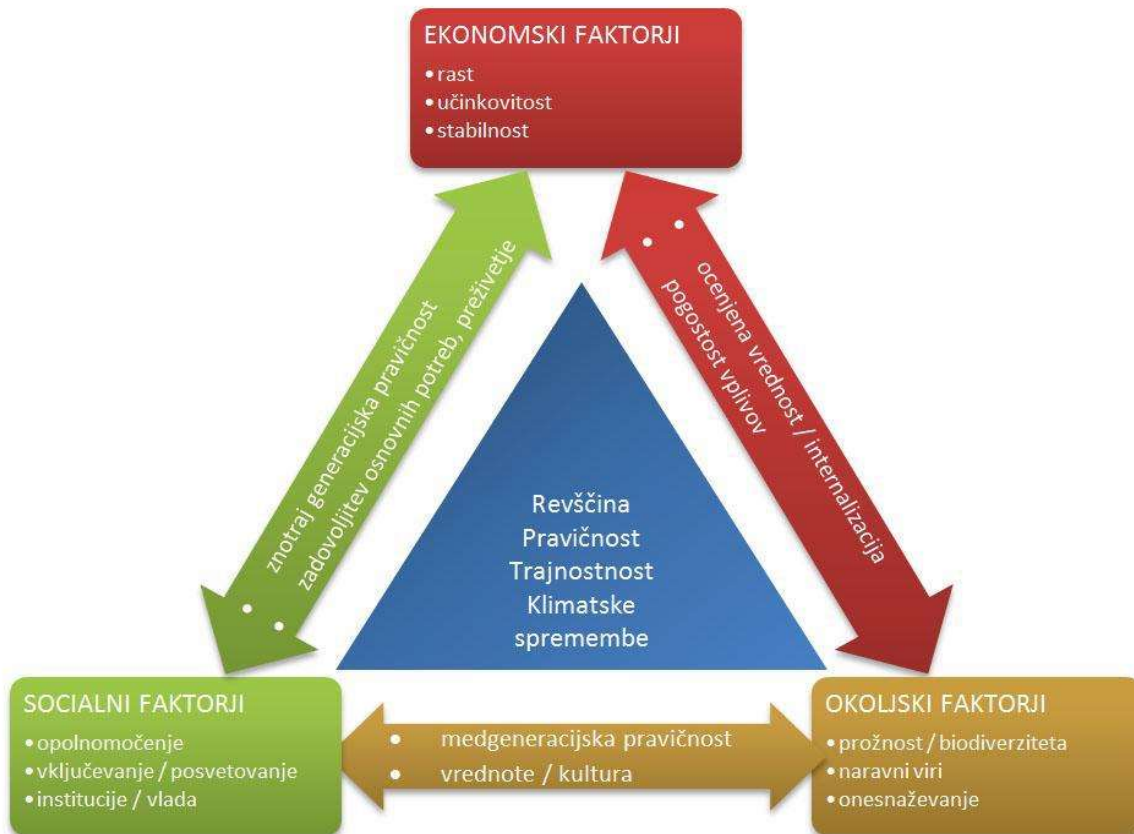 EKONOMSKI FAKTORJI
• rast
• učinkovitost
• stabilnost
• znotraj generacijska pravičnost
• zadovoljitev osnovnih potreb, preživetje
• ocenjena vrednost / internalizacija
• pogostost vplivov
Revščina
Pravičnost
Trajnostnost
Klimatske
spremembe
SOCIALNI FAKTORJI
• opolnomočenje
• vključevanje / posvetovanje
• institucije / vlada
• medgeneracijska pravičnost
• vrednote / kultura
OKOLJSKI FAKTORJI
• prožnost / biodiverziteta
• naravni viri
• onesnaževanje